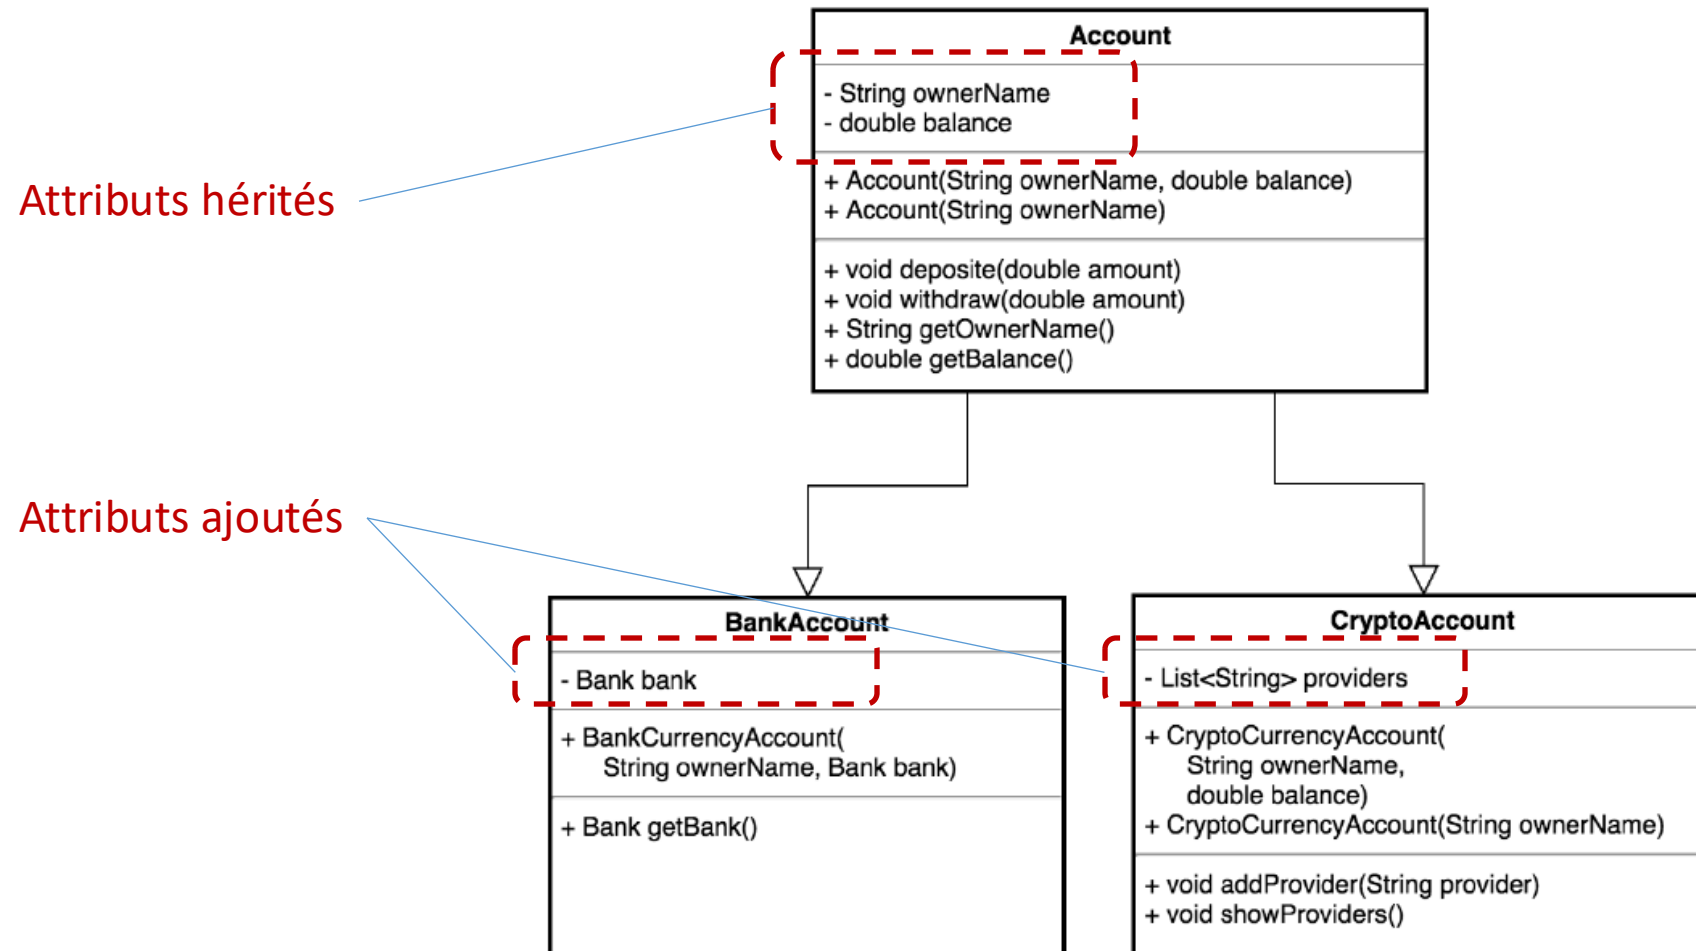 Account
- String ownerName
- double balance
+ Account(String ownerName, double balance)
+ Account(String ownerName)
+ void deposite(double amount)
+ void withdraw(double amount)
+ String getOwnerName()
+ double getBalance()
Attributs hérités
Attributs ajoutés
BankAccount
- Bank bank
+ BankCurrencyAccount(
String ownerName, Bank bank)
+ Bank getBank()
CryptoAccount
- List<String> providers
+ CryptoCurrencyAccount(
String ownerName,
double balance)
+ CryptoCurrencyAccount(String ownerName)
+ void addProvider(String provider)
+ void showProviders()